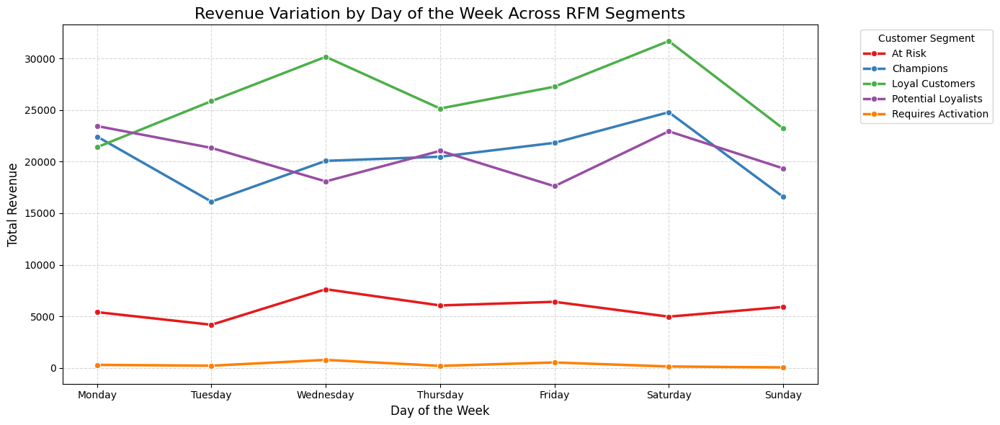 Revenue Variation by Day of the Week Across RFM Segments
Customer Segment
At Risk
Champions
Loyal Customers
Potential Loyalists
Requires Activation
Total Revenue
30000
25000
20000
15000
10000
5000
0
Monday Tuesday Wednesday Thursday Friday Saturday Sunday
Day of the Week